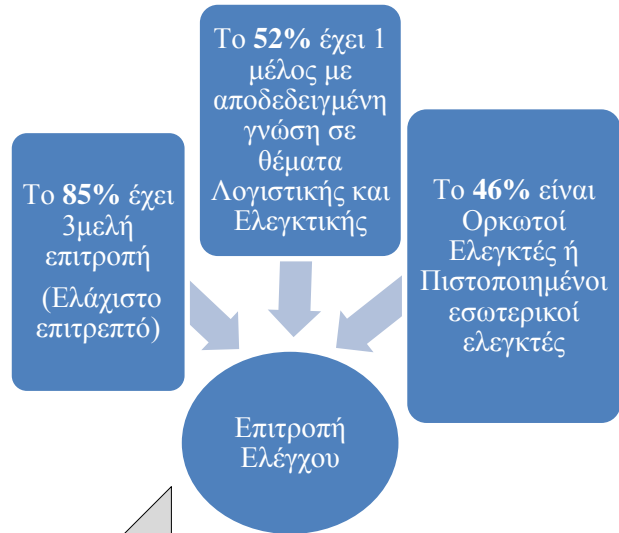 Το 85% έχει
3μελή
επιτροπή
(Ελάχιστο
επιτρεπτό)
Το 52% έχει 1
μέλος με
αποδεδειγμένη
γνώση σε
θέματα
Λογιστικής και
Ελεγκτικής
Το 46% είναι
Ορκωτοί
Ελεγκτές ή
Πιστοποιημένοι
εσωτερικοί
ελεγκτές
Επιτροπή
Ελέγχου